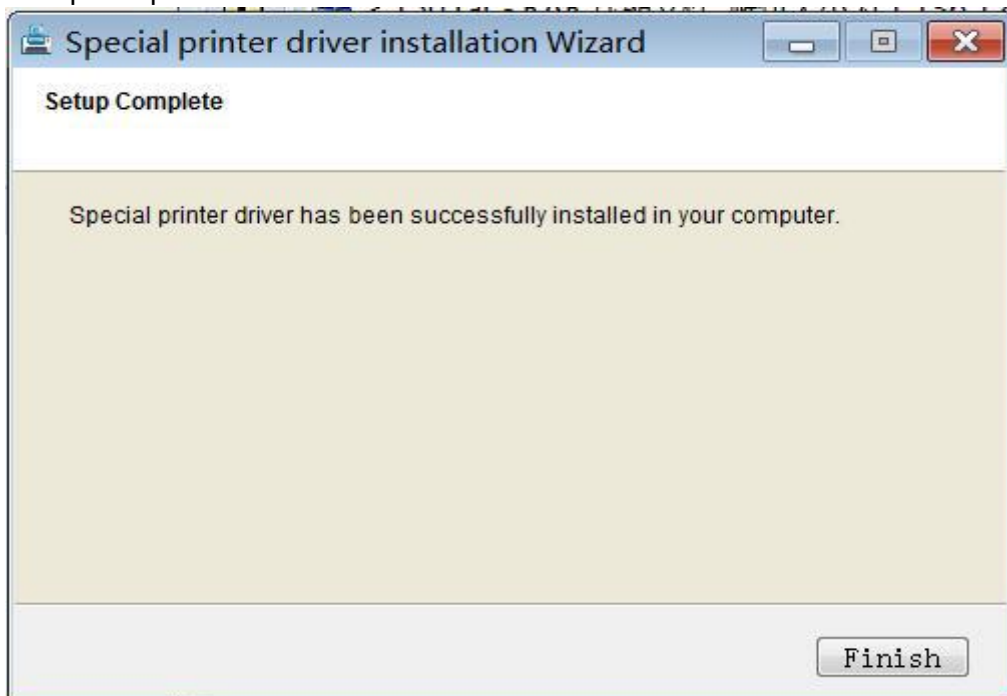 Special printer driver installation Wizard
Setup Complete
Special printer driver has been successfully installed in your computer.
Finish